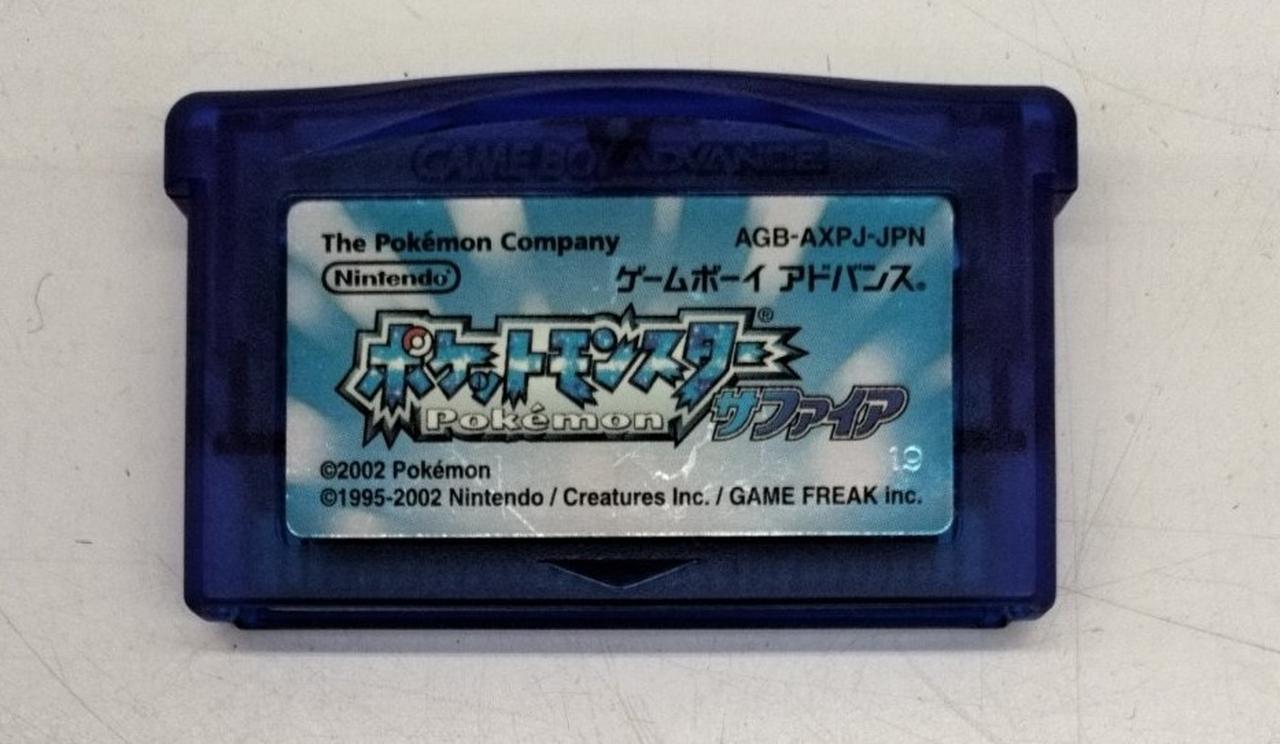 GAME BOY ADVANCE
The Pokémon Company
AGB-AXPJ-JPN
Nintendo®
ゲームボーイ アドバンス®
ポケットモンスター®
Pokémon
サファイア
19
©2002 Pokémon
©1995-2002 Nintendo / Creatures Inc. / GAME FREAK inc.